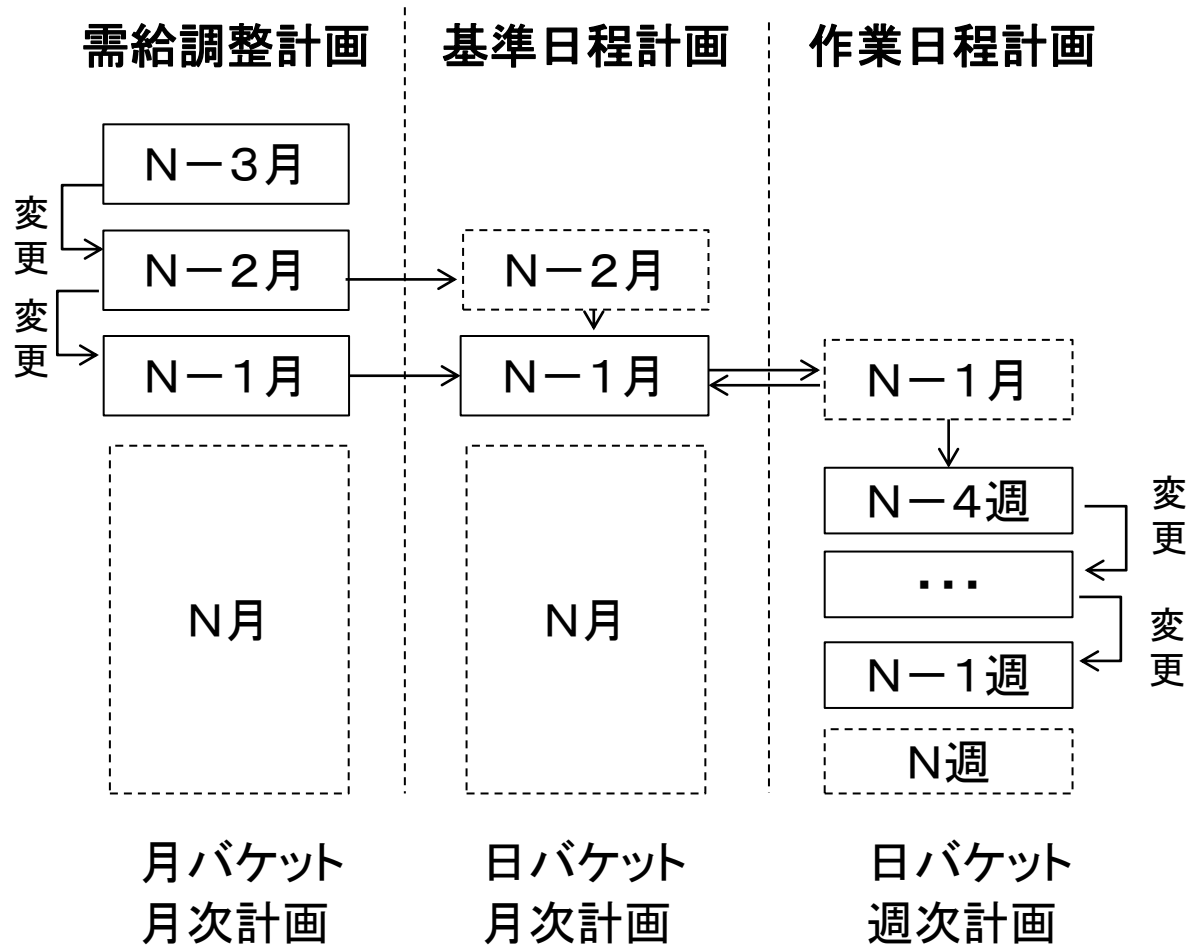 需給調整計画
基準日程計画
作業日程計画
N－3月
変更
N－2月
N－2月
変更
N－1月
N－1月
N－1月
N－4週
変更
・・・
N月
N月
変更
N－1週
N週
月バケット
月次計画
日バケット
月次計画
日バケット
週次計画